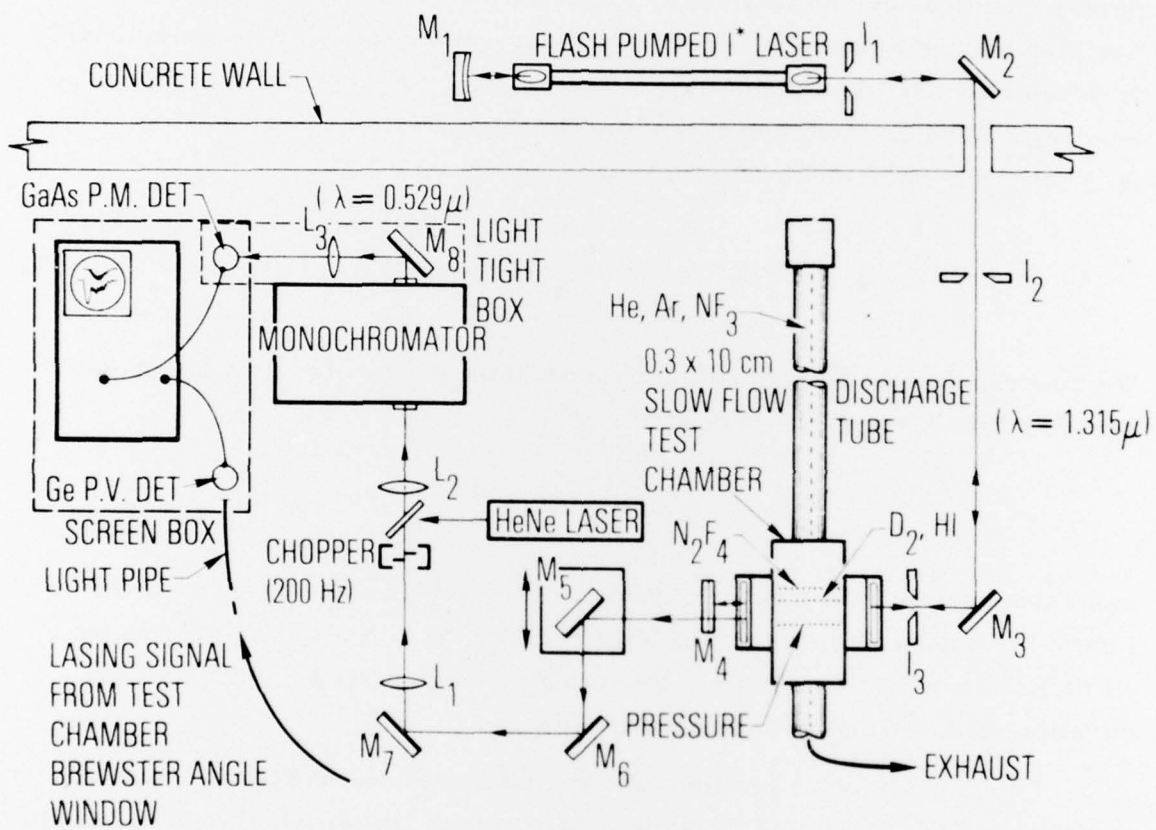 M1
FLASH PUMPED I* LASER
I1
M2
CONCRETE WALL
GaAs P.M. DET
(λ = 0.529μ)
L3
M8
LIGHT
TIGHT
BOX
MONOCHROMATOR
He, Ar, NF3
0.3 x 10 cm
SLOW FLOW
TEST
CHAMBER
DISCHARGE
TUBE
I2
(λ = 1.315μ)
Ge P.V. DET
SCREEN BOX
L2
HeNe LASER
CHOPPER
(200 Hz)
LIGHT PIPE
N2F4
D2, HI
M5
M4
M3
I3
L1
M7
M6
PRESSURE
EXHAUST
LASING SIGNAL
FROM TEST
CHAMBER
BREWSTER ANGLE
WINDOW